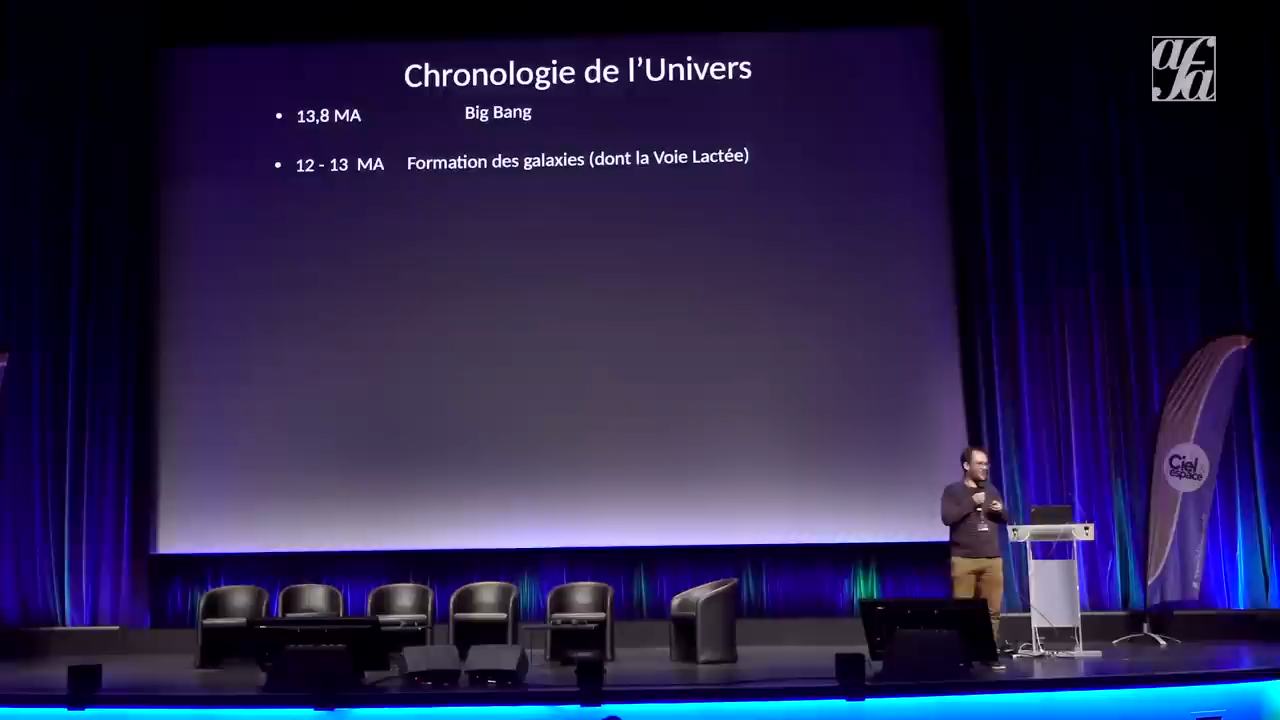 Chronologie de l’Univers
• 13,8 MA Big Bang
• 12 - 13 MA Formation des galaxies (dont la Voie Lactée)
afa
Ciel &
espace